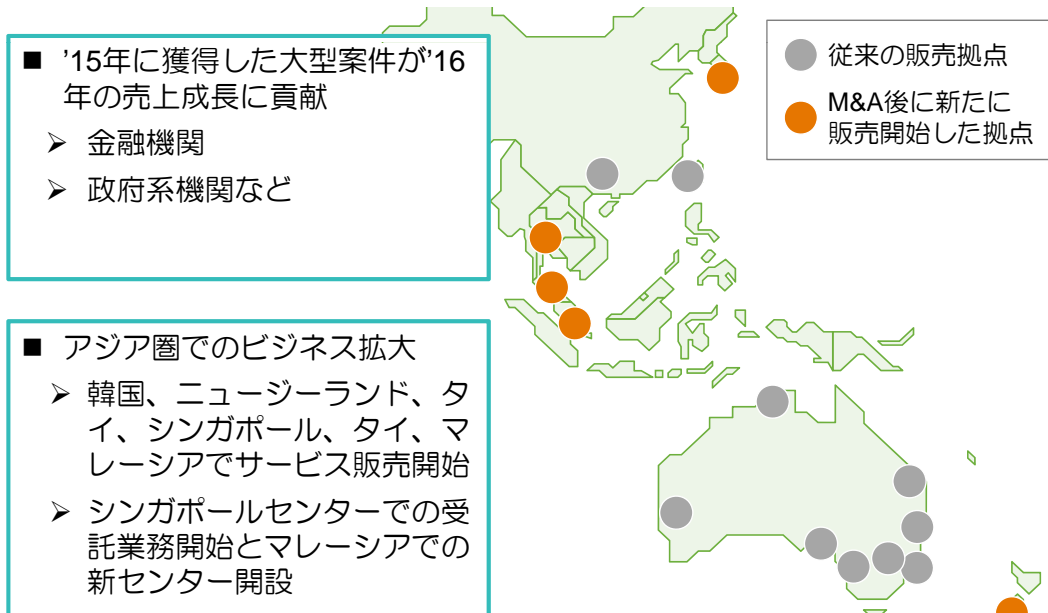 ■ ’15年に獲得した大型案件が’16
年の売上成長に貢献
➢ 金融機関
➢ 政府系機関など
■ アジア圏でのビジネス拡大
➢ 韓国、ニュージーランド、タ
イ、シンガポール、タイ、マ
レーシアでサービス販売開始
➢ シンガポールセンターでの受
託業務開始とマレーシアでの
新センター開設
従来の販売拠点
M&A後に新たに
販売開始した拠点